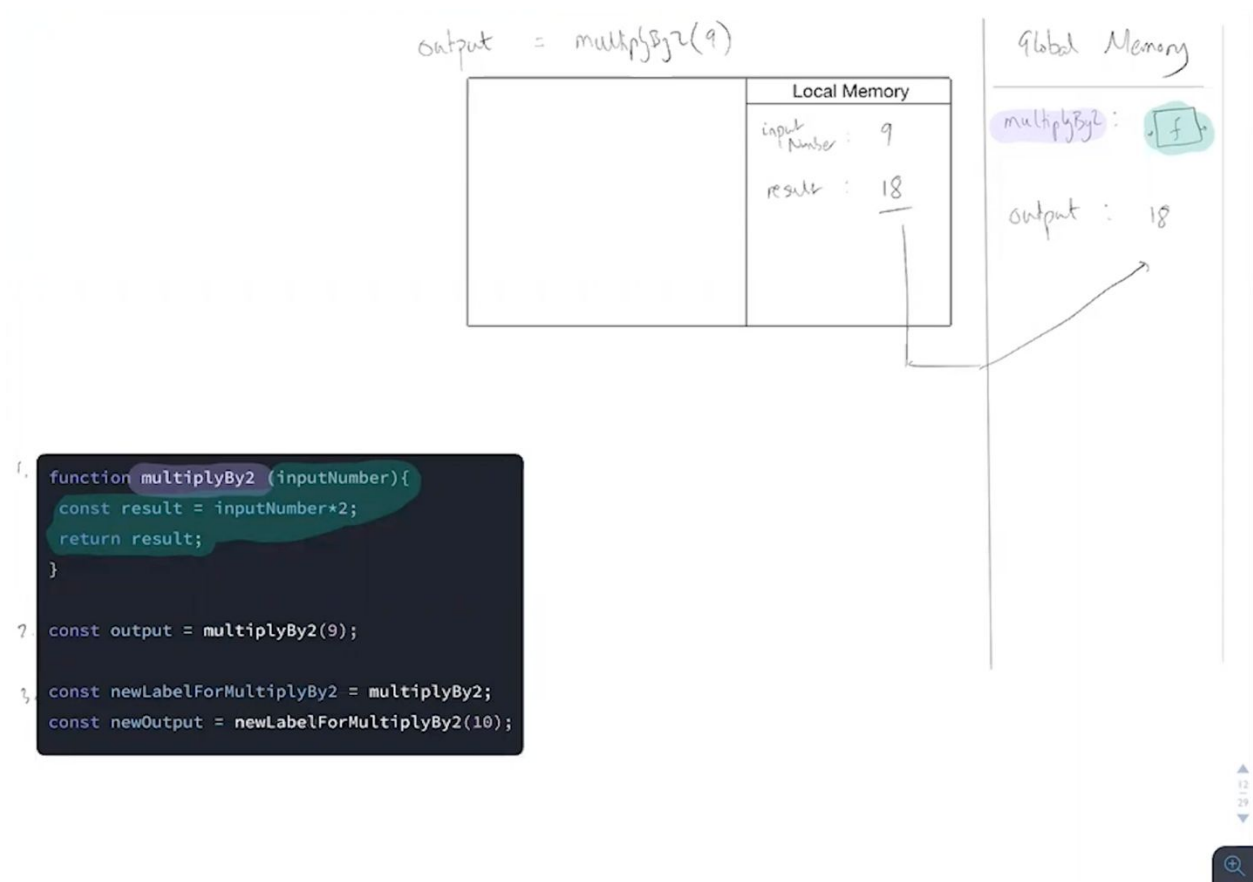 output = multiplyBy2(9)
Global Memory
Local Memory
input Number : 9
result : 18
multiplyBy2 : f
output : 18
1.
function multiplyBy2 (inputNumber){
const result = inputNumber*2;
return result;
}
2. const output = multiplyBy2(9);
3. const newLabelForMultiplyBy2 = multiplyBy2;
const newOutput = newLabelForMultiplyBy2(10);
12
29